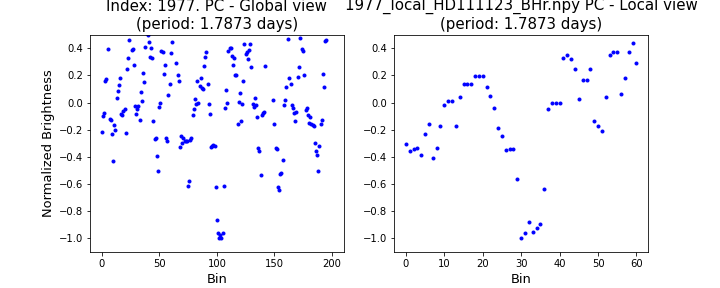 Index: 1977. PC - Global view
(period: 1.7873 days)
1977_local_HD111123_BHr.npy PC - Local view
(period: 1.7873 days)
Normalized Brightness
0.4
0.2
0.0
−0.2
−0.4
−0.6
−0.8
−1.0
0 50 100 150 200
Bin
0.4
0.2
0.0
−0.2
−0.4
−0.6
−0.8
−1.0
0 10 20 30 40 50 60
Bin